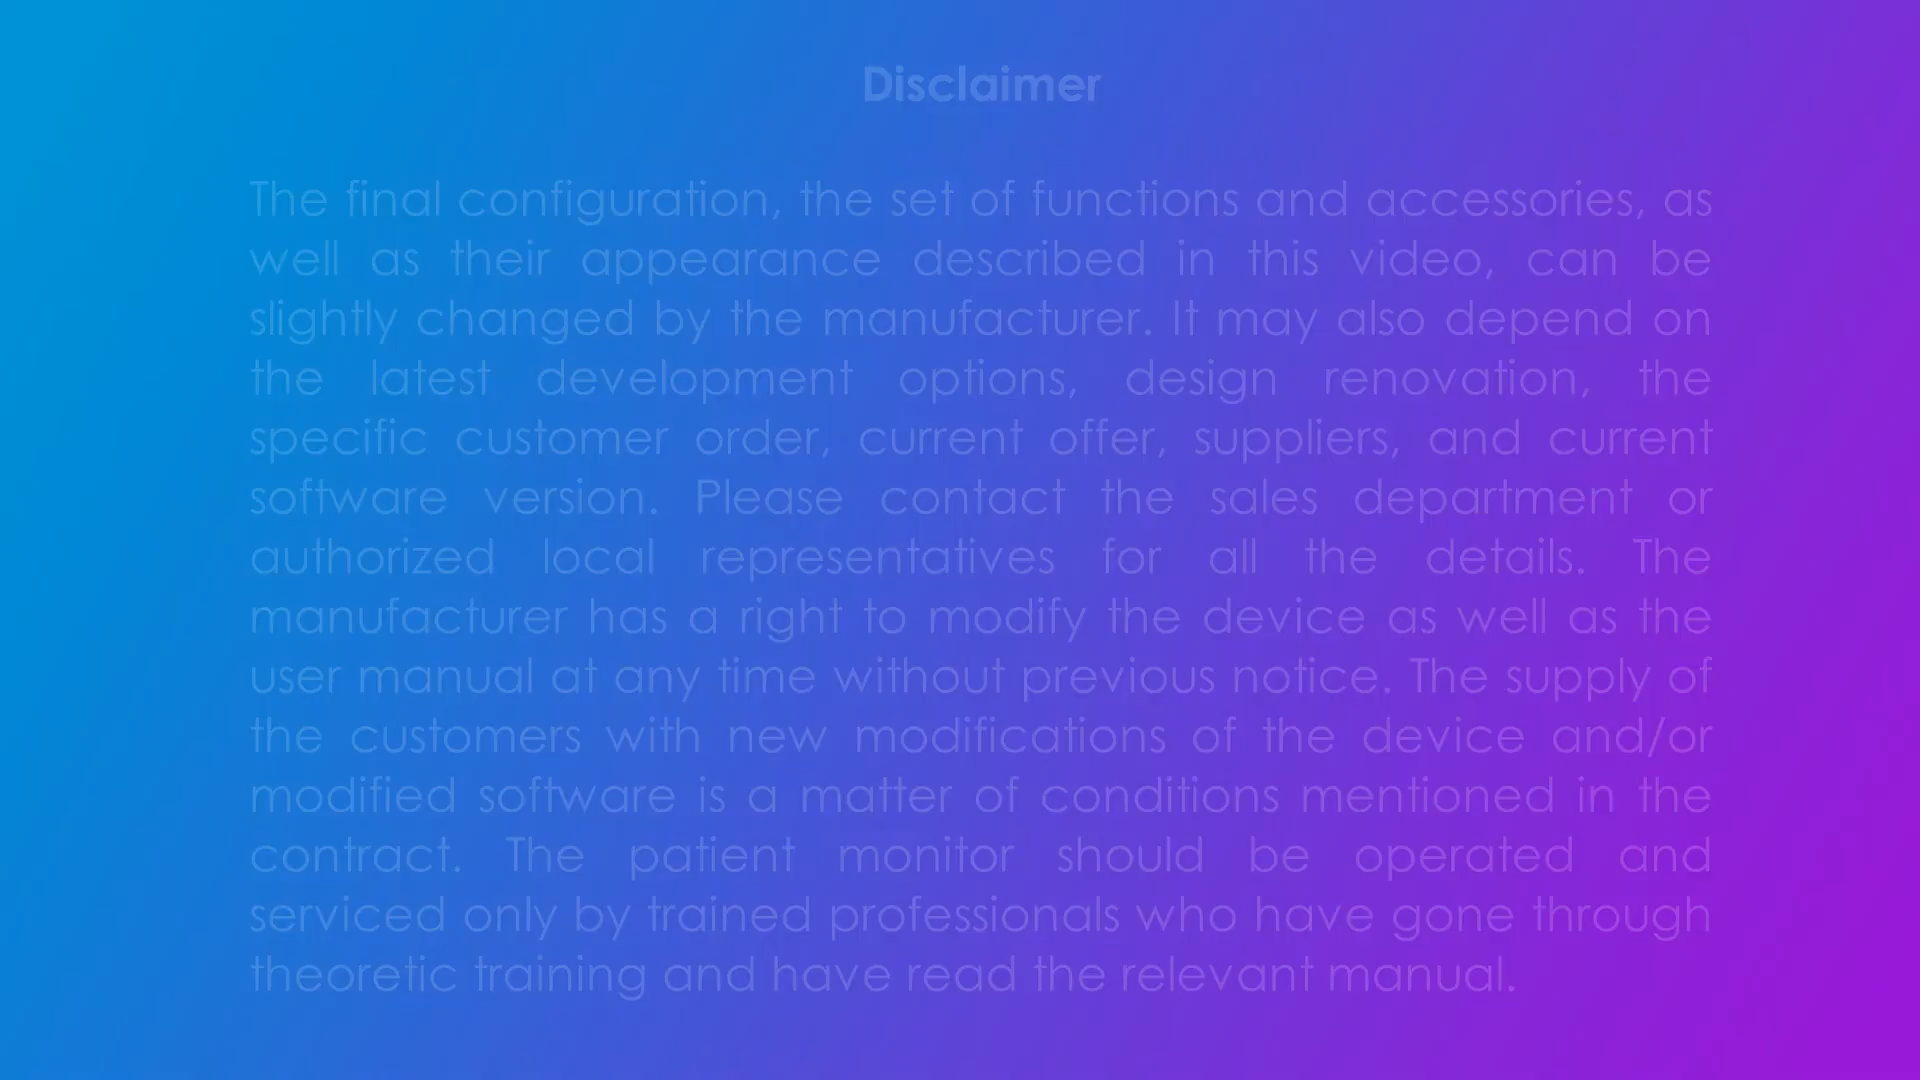 Disclaimer
The final configuration, the set of functions and accessories, as
well as their appearance described in this video, can be
slightly changed by the manufacturer. It may also depend on
the latest development options, design renovation, the
specific customer order, current offer, suppliers, and current
software version. Please contact the sales department or
authorized local representatives for all the details. The
manufacturer has a right to modify the device as well as the
user manual at any time without previous notice. The supply of
the customers with new modifications of the device and/or
modified software is a matter of conditions mentioned in the
contract. The patient monitor should be operated and
serviced only by trained professionals who have gone through
theoretic training and have read the relevant manual.